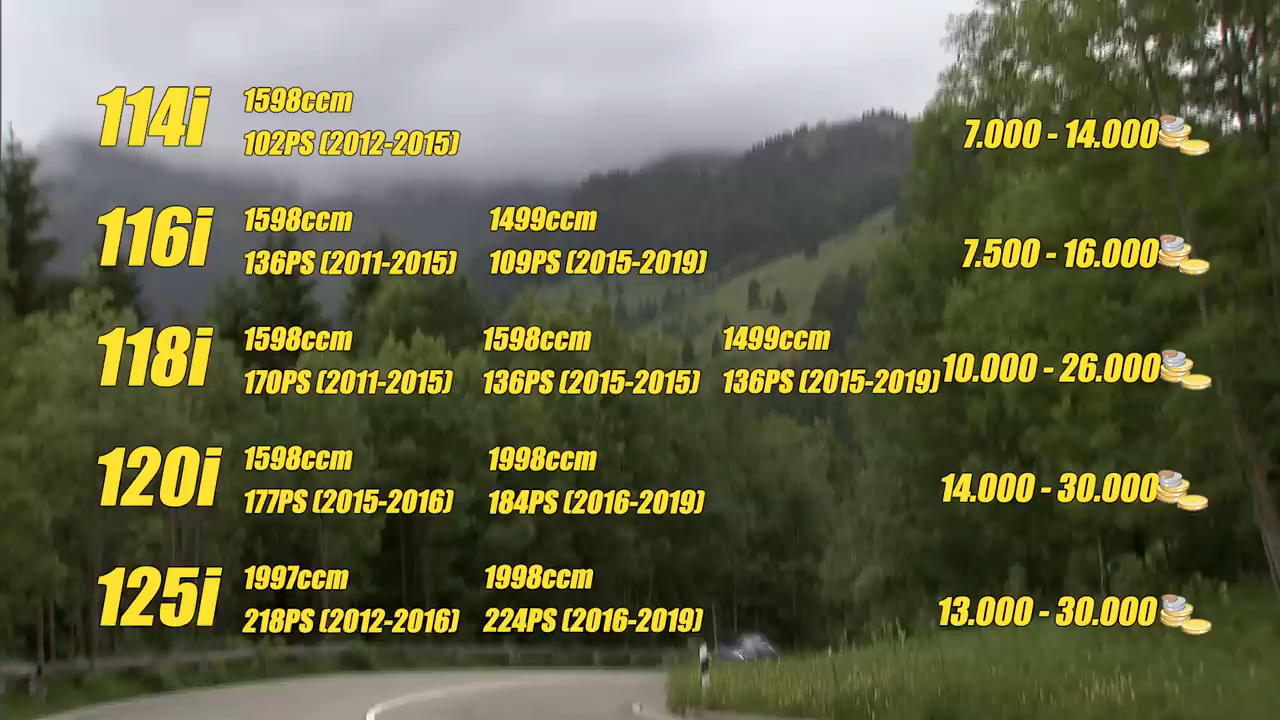 114i
1598ccm
102PS (2012-2015)
7.000 - 14.000
116i
1598ccm 1499ccm
136PS (2011-2015) 109PS (2015-2019)
7.500 - 16.000
118i
1598ccm 1598ccm 1499ccm
170PS (2011-2015) 136PS (2015-2015) 136PS (2015-2019)
10.000 - 26.000
120i
1598ccm 1998ccm
177PS (2015-2016) 184PS (2016-2019)
14.000 - 30.000
125i
1997ccm 1998ccm
218PS (2012-2016) 224PS (2016-2019)
13.000 - 30.000